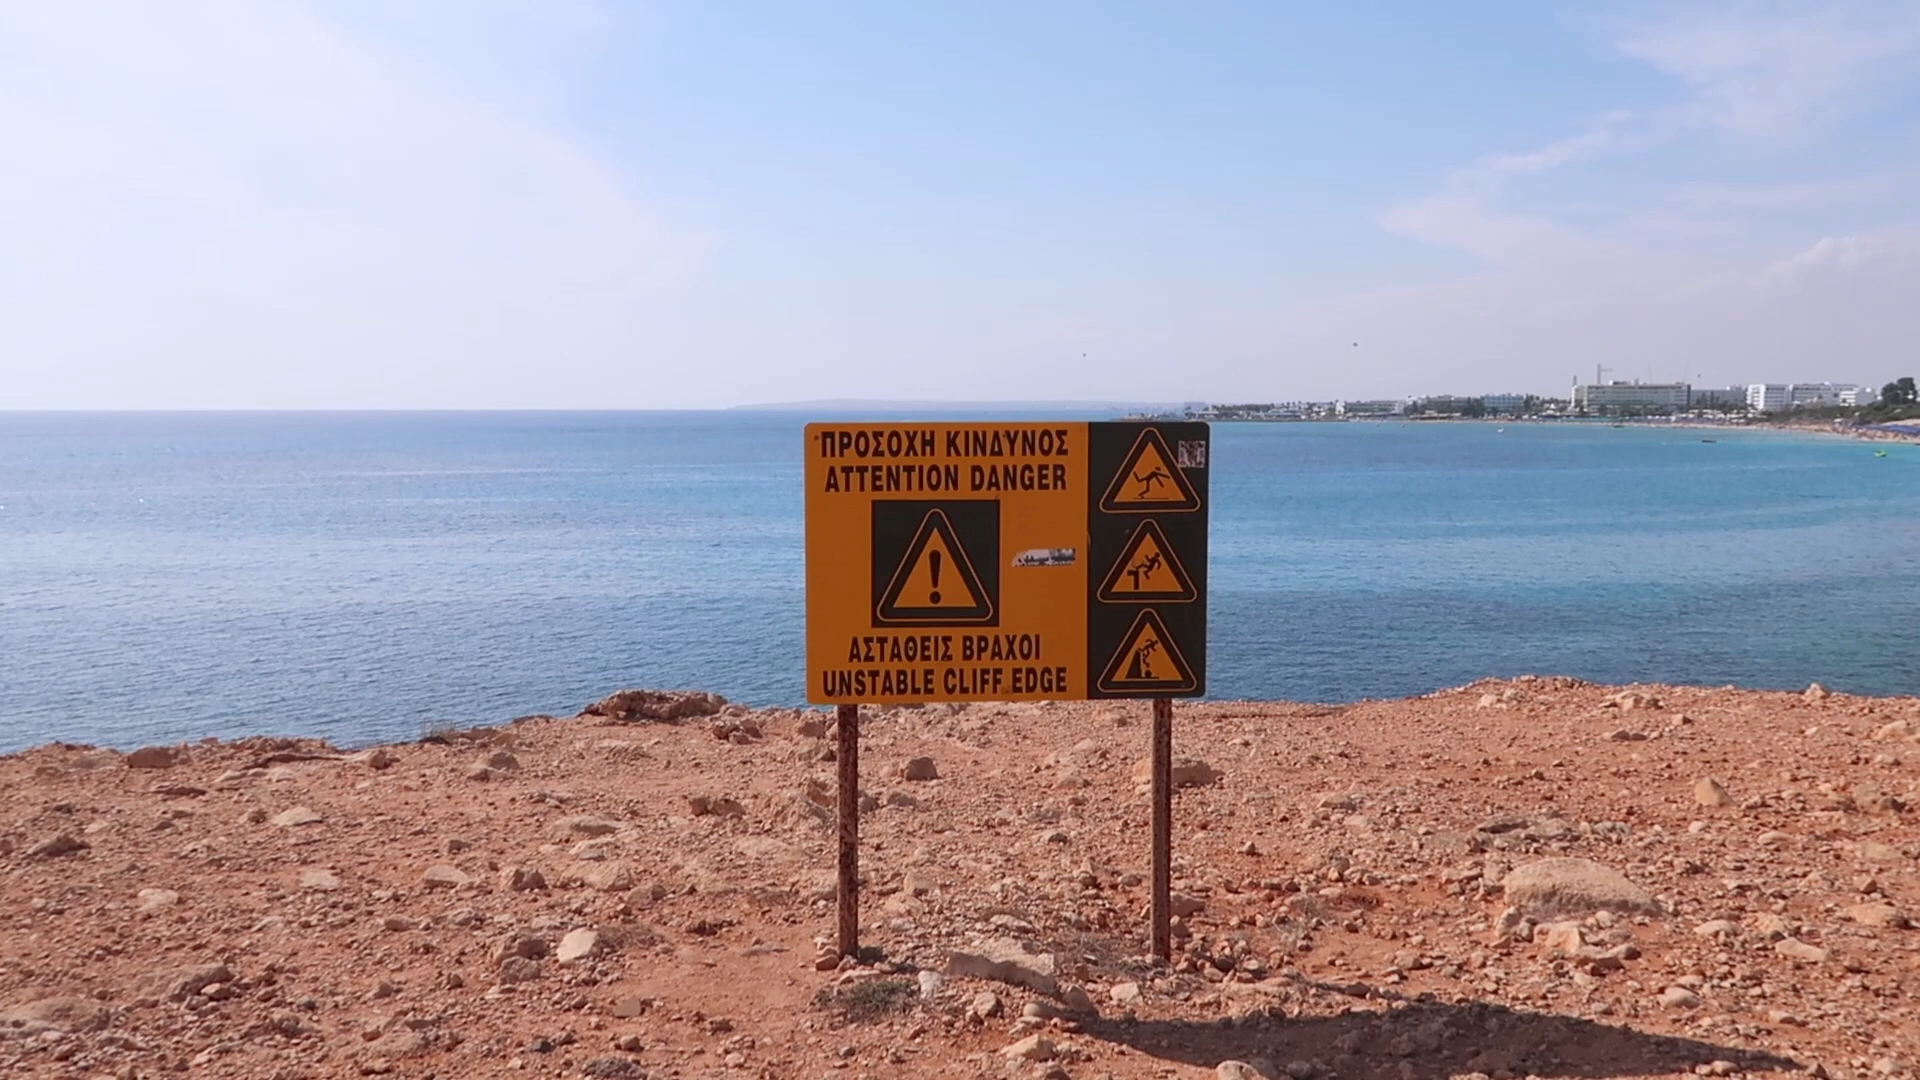 ΠΡΟΣΟΧΗ ΚΙΝΔΥΝΟΣ
ATTENTION DANGER
ΑΣΤΑΘΕΙΣ ΒΡΑΧΟΙ
UNSTABLE CLIFF EDGE